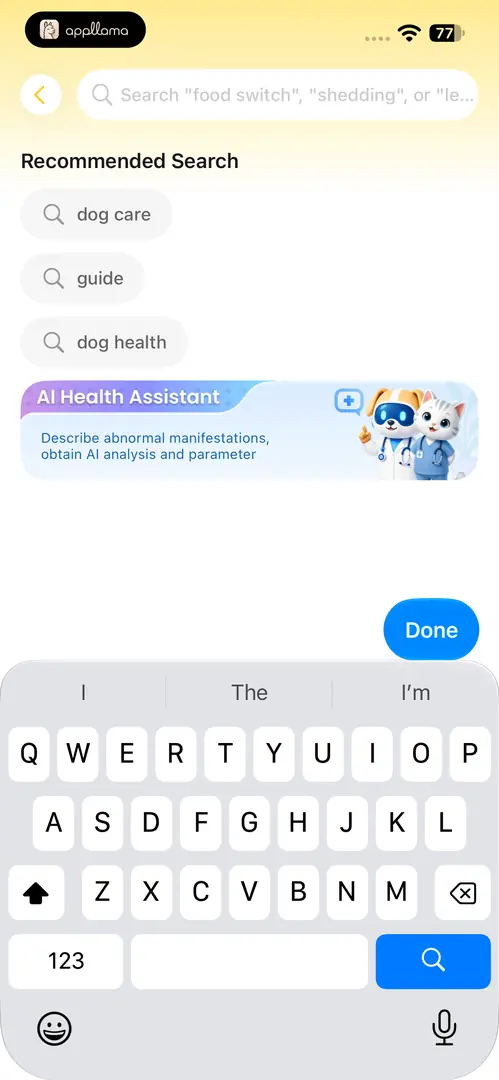 appllama
77
Search "food switch", "shedding", or "le...
Recommended Search
dog care
guide
dog health
AI Health Assistant
Describe abnormal manifestations,
obtain AI analysis and parameter
Done
I The I'm
Q W E R T Y U I O P
A S D F G H J K L
Z X C V B N M
123